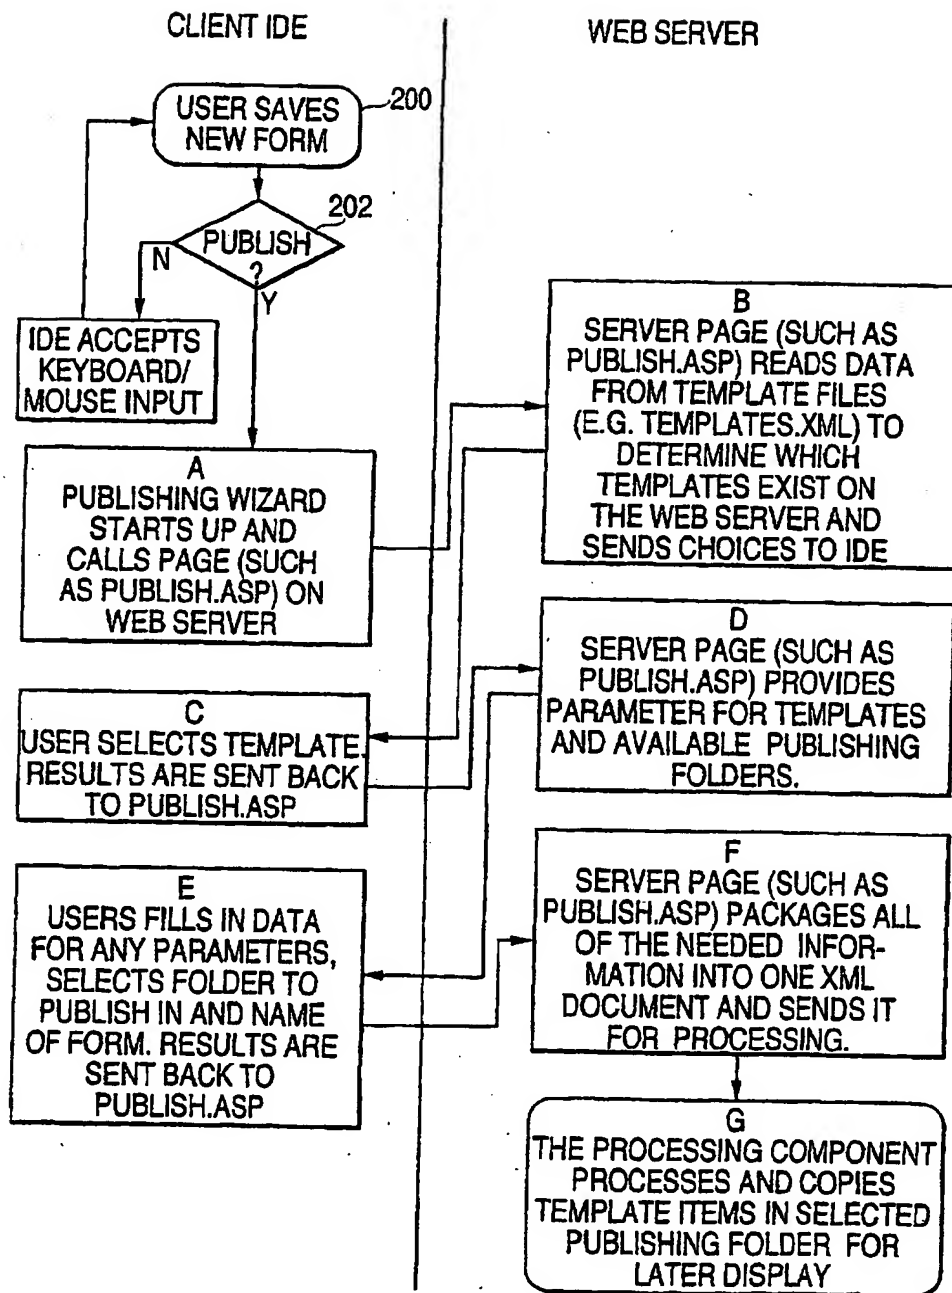 CLIENT IDE
WEB SERVER
USER SAVES
NEW FORM
200
PUBLISH
?
202
N
Y
IDE ACCEPTS
KEYBOARD/
MOUSE INPUT
A
PUBLISHING WIZARD
STARTS UP AND
CALLS PAGE (SUCH
AS PUBLISH.ASP) ON
WEB SERVER
B
SERVER PAGE (SUCH AS
PUBLISH.ASP) READS DATA
FROM TEMPLATE FILES
(E.G. TEMPLATES.XML) TO
DETERMINE WHICH
TEMPLATES EXIST ON
THE WEB SERVER AND
SENDS CHOICES TO IDE
C
USER SELECTS TEMPLATE.
RESULTS ARE SENT BACK
TO PUBLISH.ASP
D
SERVER PAGE (SUCH AS
PUBLISH.ASP) PROVIDES
PARAMETER FOR TEMPLATES
AND AVAILABLE PUBLISHING
FOLDERS.
E
USERS FILLS IN DATA
FOR ANY PARAMETERS,
SELECTS FOLDER TO
PUBLISH IN AND NAME
OF FORM. RESULTS ARE
SENT BACK TO
PUBLISH.ASP
F
SERVER PAGE (SUCH AS
PUBLISH.ASP) PACKAGES ALL
OF THE NEEDED INFOR-
MATION INTO ONE XML
DOCUMENT AND SENDS IT
FOR PROCESSING.
G
THE PROCESSING COMPONENT
PROCESSES AND COPIES
TEMPLATE ITEMS IN SELECTED
PUBLISHING FOLDER FOR
LATER DISPLAY